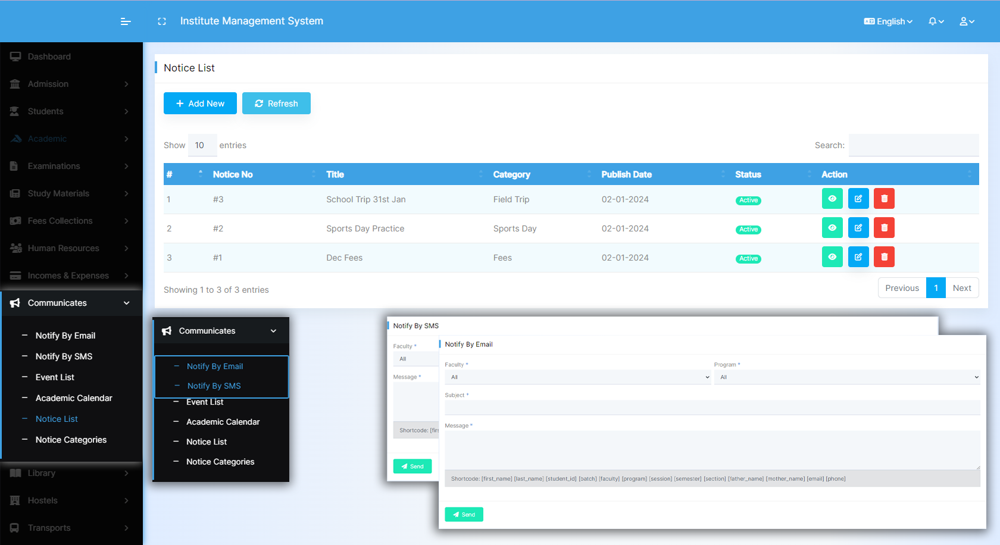 Institute Management System
English
Dashboard
Admission
Students
Academic
Examinations
Study Materials
Fees Collections
Human Resources
Incomes & Expenses
Communicates
Notify By Email
Notify By SMS
Event List
Academic Calendar
Notice List
Notice Categories
Library
Hostels
Transports
Notice List
+ Add New
Refresh
Show 10 entries
Search:
# Notice No Title Category Publish Date Status Action
1 #3 School Trip 31st Jan Field Trip 02-01-2024 Active
2 #2 Sports Day Practice Sports Day 02-01-2024 Active
3 #1 Dec Fees Fees 02-01-2024 Active
Showing 1 to 3 of 3 entries
Previous 1 Next
Communicates
Notify By Email
Notify By SMS
Event List
Academic Calendar
Notice List
Notice Categories
Notify By SMS
Faculty *
All
Message *
Shortcode: [firs
Send
Notify By Email
Faculty * Program *
All All
Subject *
Message *
Shortcode: [first_name] [last_name] [student_id] [batch] [faculty] [program] [session] [semester] [section] [father_name] [mother_name] [email] [phone]
Send